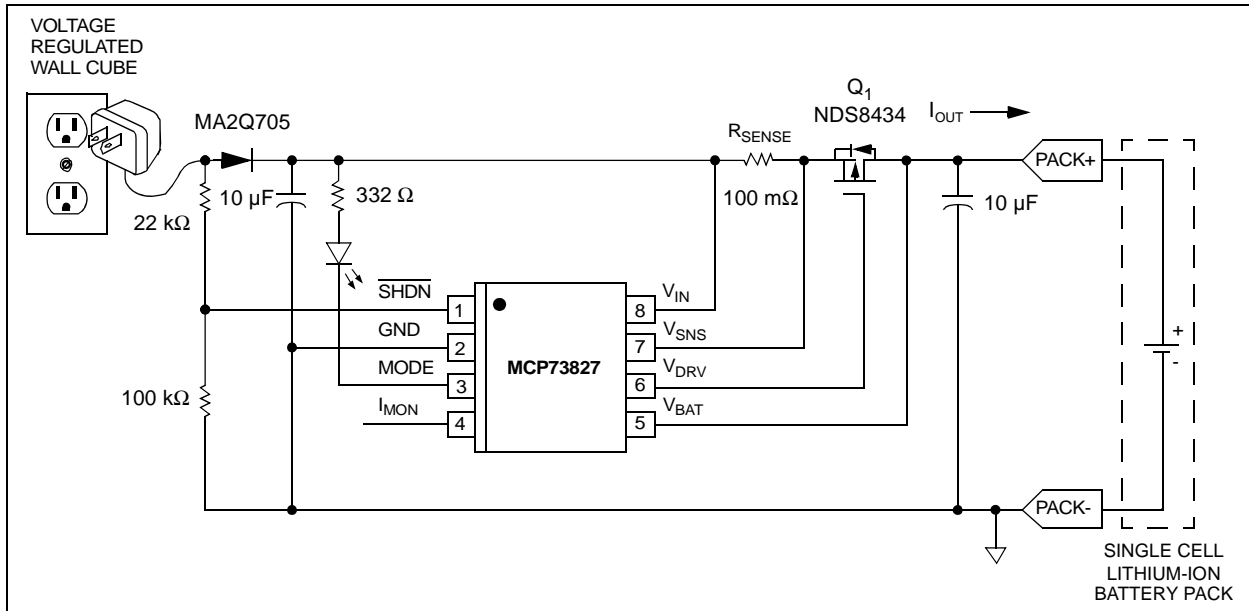 VOLTAGE
REGULATED
WALL CUBE
MA2Q705
Q1
NDS8434
IOUT
RSENSE
PACK+
10 µF
332 Ω
100 mΩ
10 µF
22 kΩ
SHDN
VIN
1
8
GND
VSNS
+
2
7
MODE
MCP73827
VDRV
-
3
6
100 kΩ
IMON
VBAT
4
5
PACK-
SINGLE CELL
LITHIUM-ION
BATTERY PACK